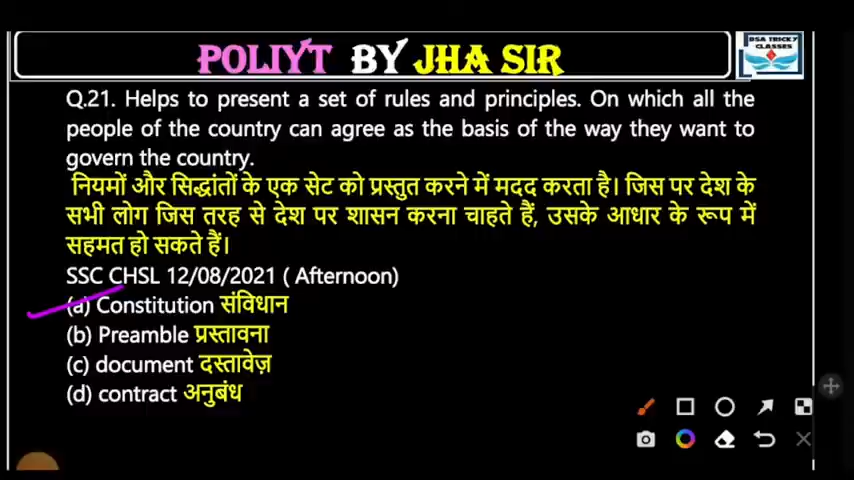 POLIYT BY JHA SIR
BSA TRICKY
CLASSES
Q.21. Helps to present a set of rules and principles. On which all the
people of the country can agree as the basis of the way they want to
govern the country.
नियमों और सिद्धांतों के एक सेट को प्रस्तुत करने में मदद करता है। जिस पर देश के
सभी लोग जिस तरह से देश पर शासन करना चाहते हैं, उसके आधार के रूप में
सहमत हो सकते हैं।
SSC CHSL 12/08/2021 ( Afternoon)
(a) Constitution संविधान
(b) Preamble प्रस्तावना
(c) document दस्तावेज़
(d) contract अनुबंध